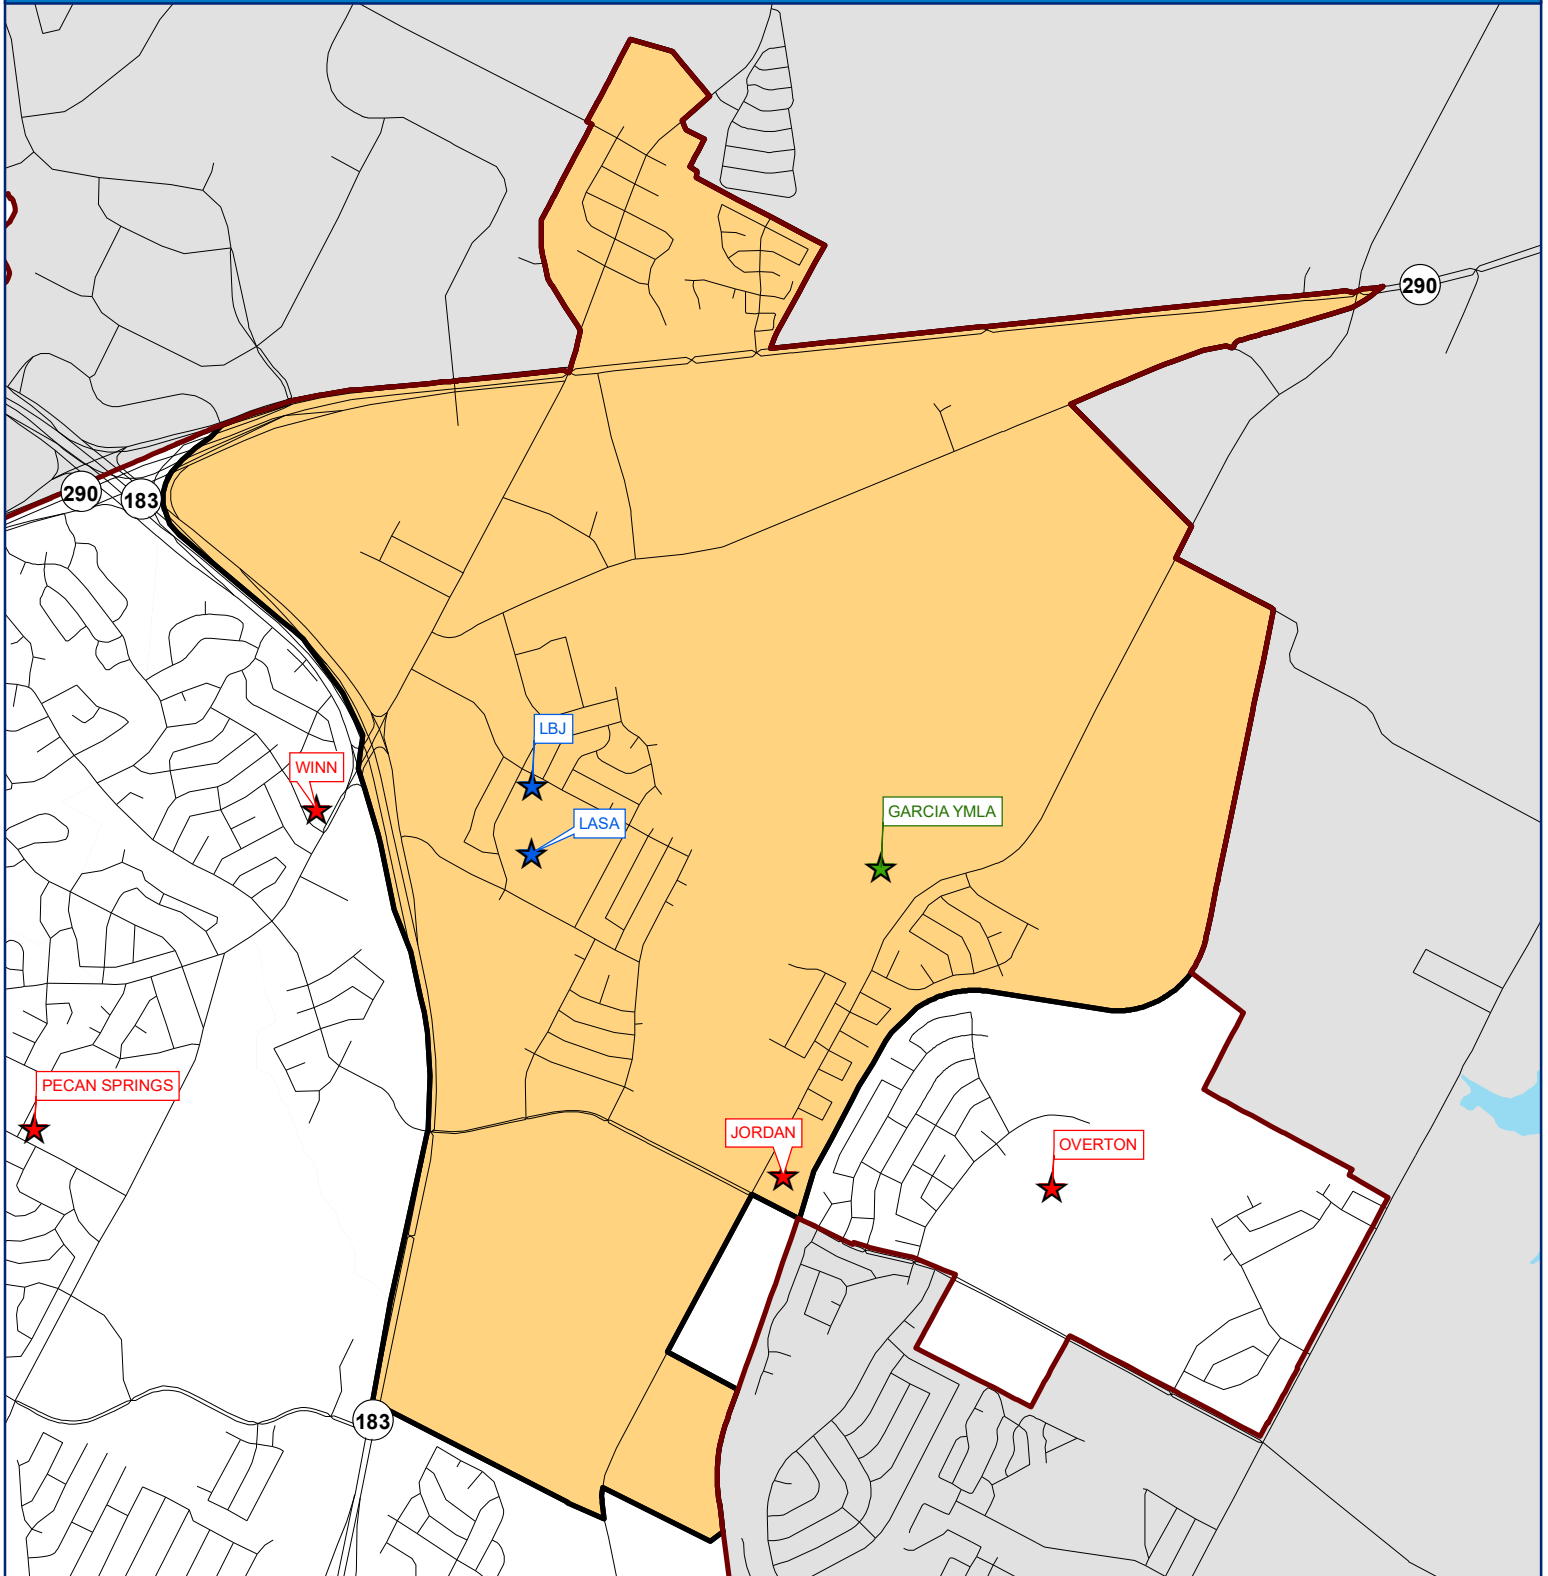 290
290
183
LBJ
WINN
GARCIA YMLA
LASA
PECAN SPRINGS
JORDAN
OVERTON
183